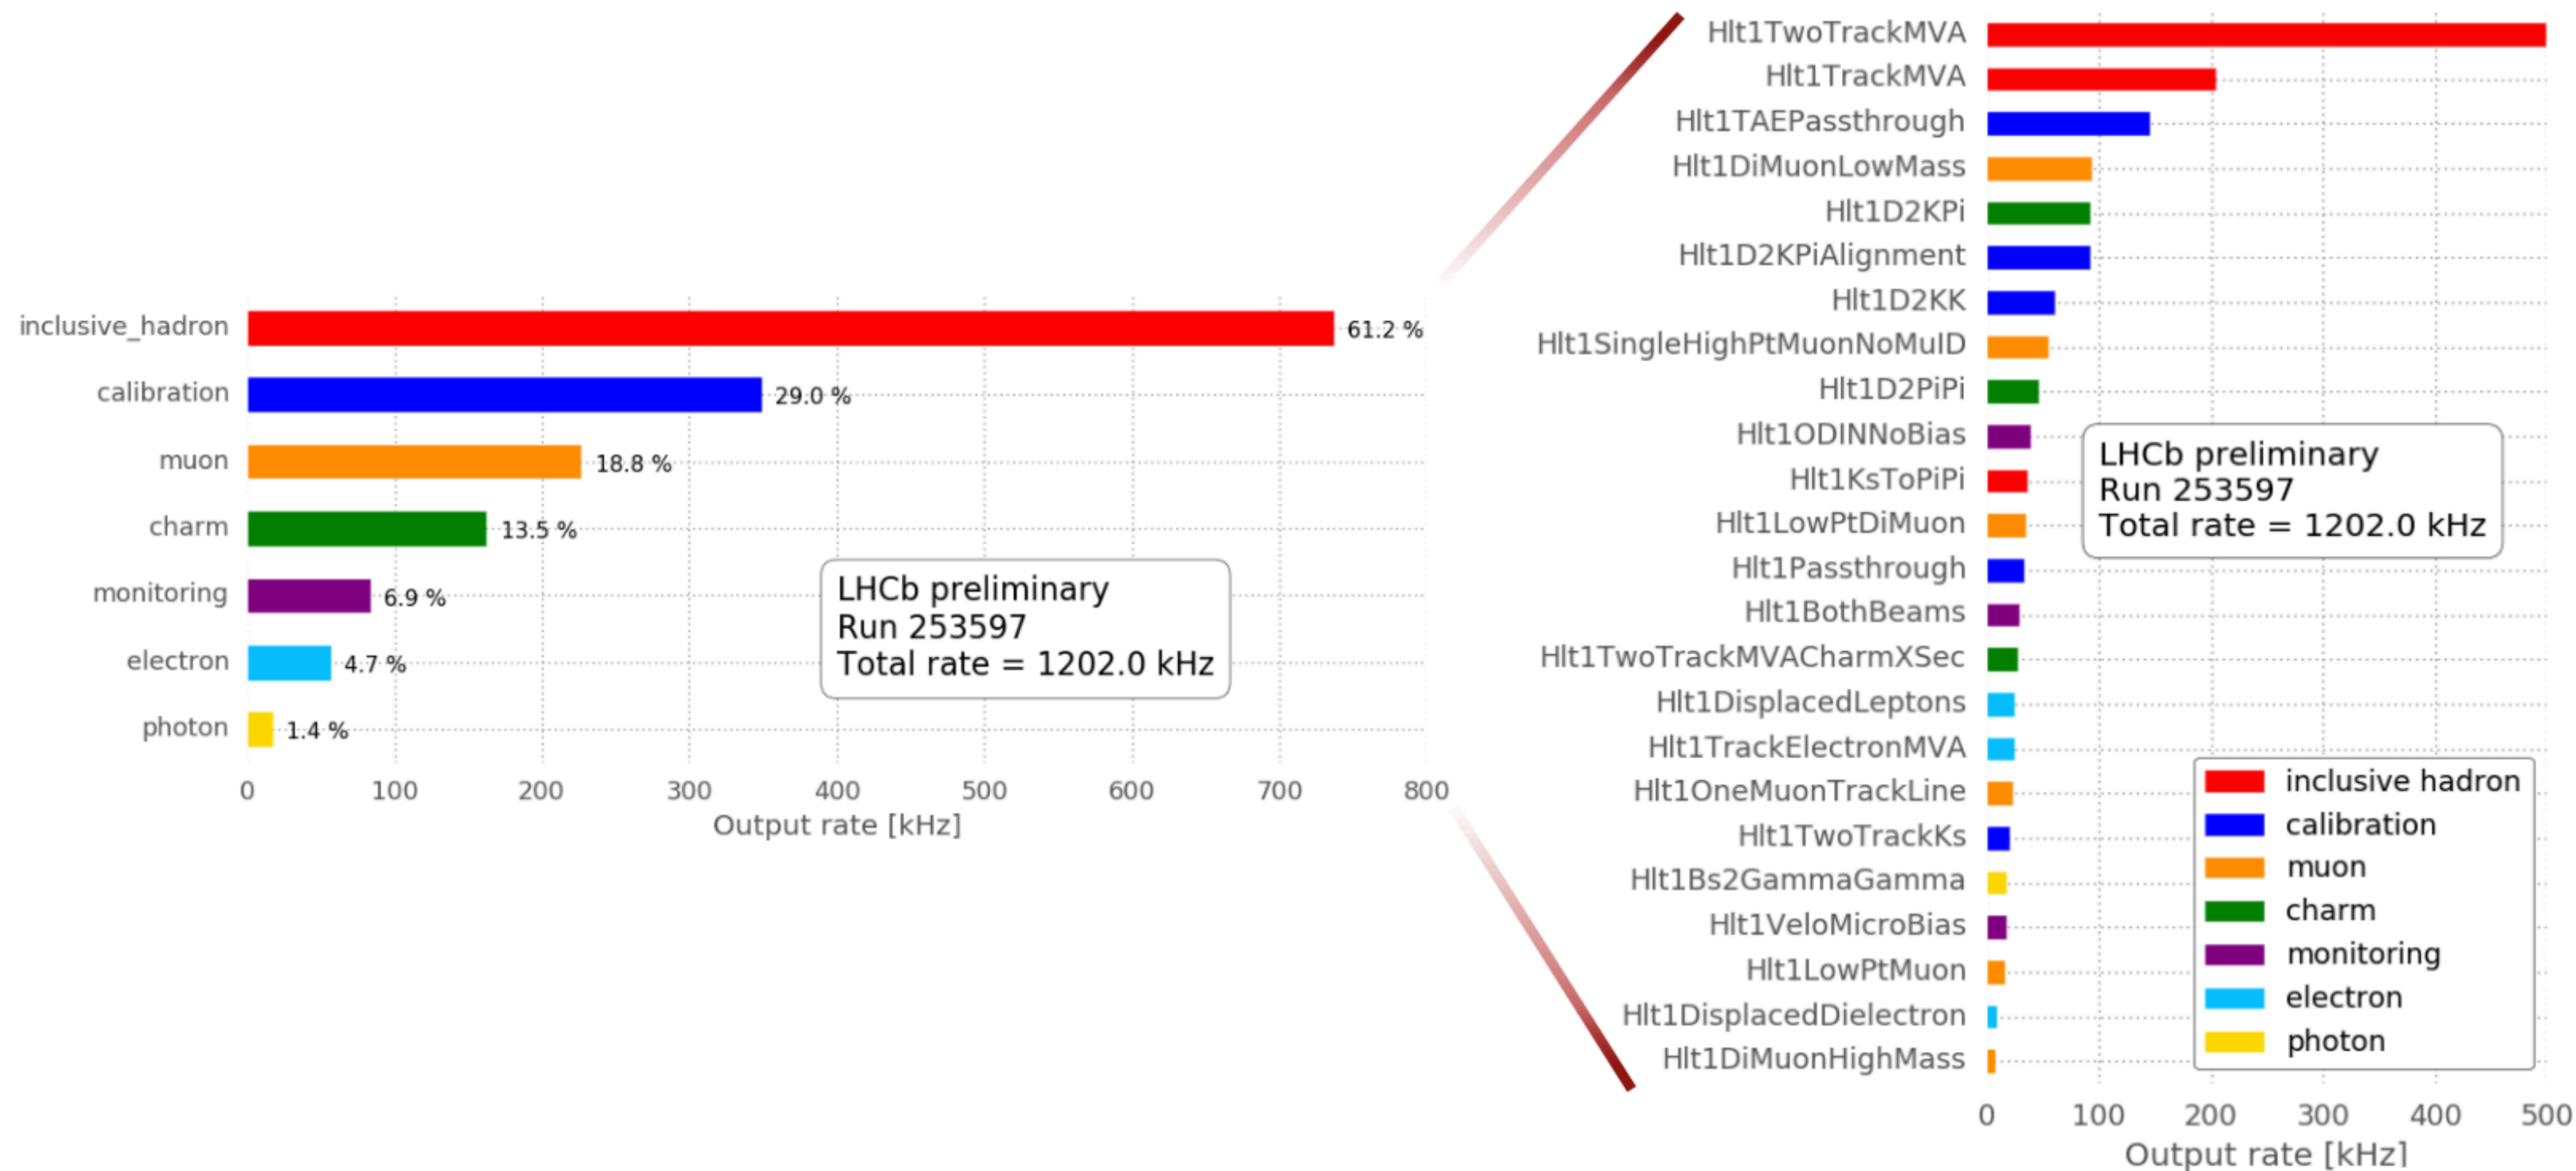 inclusive_hadron
61.2 %
calibration
29.0 %
muon
18.8 %
charm
13.5 %
monitoring
6.9 %
electron
4.7 %
photon
1.4 %
LHCb preliminary
Run 253597
Total rate = 1202.0 kHz
0 100 200 300 400 500 600 700 800
Output rate [kHz]
Hlt1TwoTrackMVA
Hlt1TrackMVA
Hlt1TAEPassthrough
Hlt1DiMuonLowMass
Hlt1D2KPi
Hlt1D2KPiAlignment
Hlt1D2KK
Hlt1SingleHighPtMuonNoMuID
Hlt1D2PiPi
Hlt1ODINNoBias
Hlt1KsToPiPi
Hlt1LowPtDiMuon
Hlt1Passthrough
Hlt1BothBeams
Hlt1TwoTrackMVACharmXSec
Hlt1DisplacedLeptons
Hlt1TrackElectronMVA
Hlt1OneMuonTrackLine
Hlt1TwoTrackKs
Hlt1Bs2GammaGamma
Hlt1VeloMicroBias
Hlt1LowPtMuon
Hlt1DisplacedDielectron
Hlt1DiMuonHighMass
LHCb preliminary
Run 253597
Total rate = 1202.0 kHz
inclusive hadron
calibration
muon
charm
monitoring
electron
photon
0 100 200 300 400 500
Output rate [kHz]